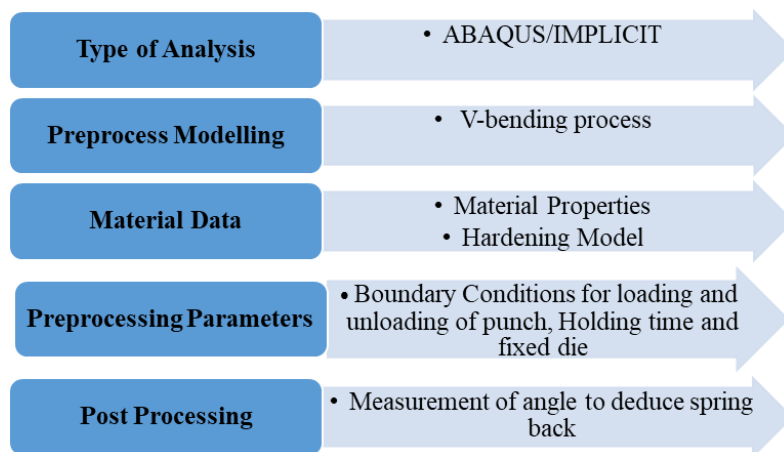 Type of Analysis
• ABAQUS/IMPLICIT
Preprocess Modelling
• V-bending process
Material Data
• Material Properties
• Hardening Model
Preprocessing Parameters
• Boundary Conditions for loading and
unloading of punch, Holding time and
fixed die
Post Processing
• Measurement of angle to deduce spring
back